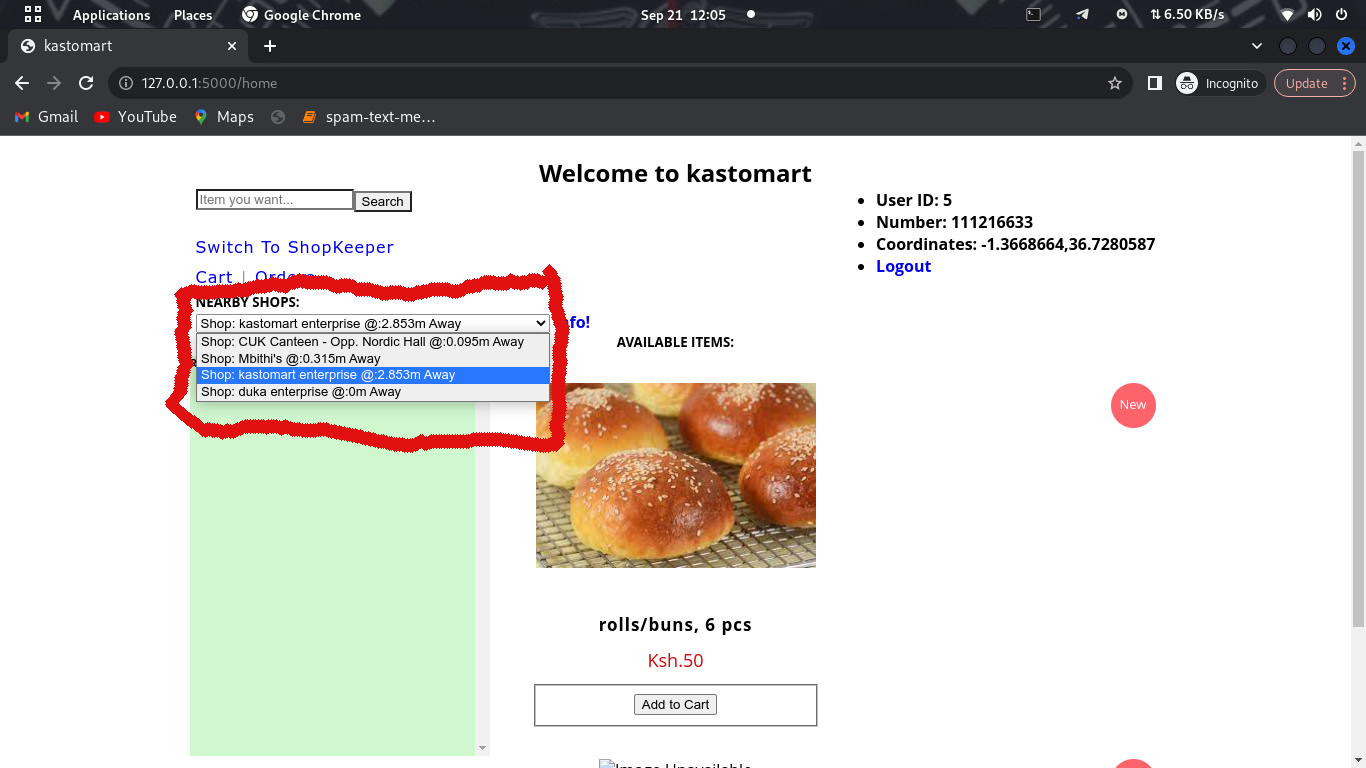 Applications Places Google Chrome Sep 21 12:05 6.50 KB/s
kastomart
127.0.0.1:5000/home Incognito Update
Gmail YouTube Maps spam-text-me…
Welcome to kastomart
Item you want... Search
User ID: 5
Number: 111216633
Coordinates: -1.3668664,36.7280587
Logout
Switch To ShopKeeper
Cart | Orders
NEARBY SHOPS:
Shop: kastomart enterprise @:2.853m Away
Shop: CUK Canteen - Opp. Nordic Hall @:0.095m Away
Shop: Mbithi's @:0.315m Away
Shop: kastomart enterprise @:2.853m Away
Shop: duka enterprise @:0m Away
AVAILABLE ITEMS:
New
rolls/buns, 6 pcs
Ksh.50
Add to Cart
Image Unavailable